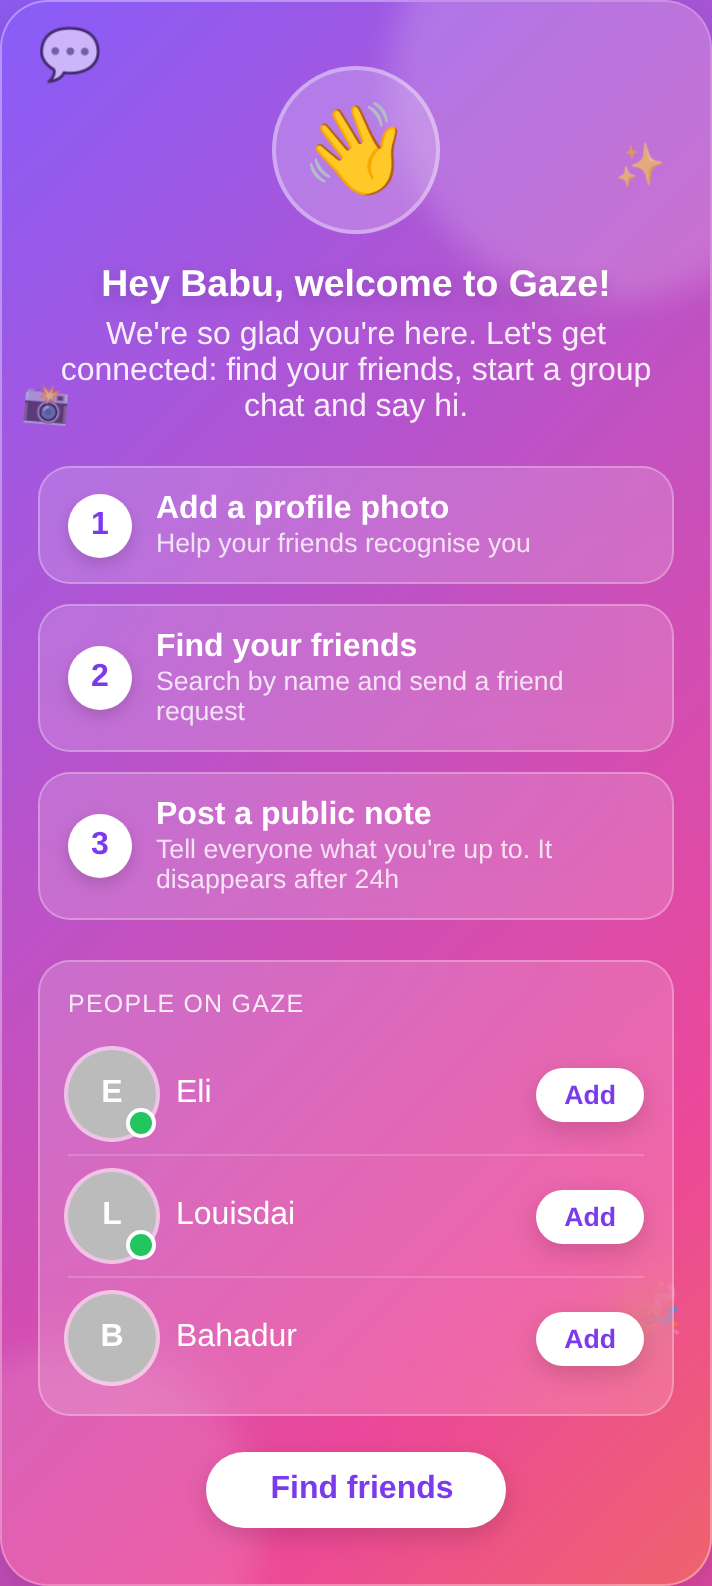 Hey Babu, welcome to Gaze!
We're so glad you're here. Let's get
connected: find your friends, start a group
chat and say hi.
1
Add a profile photo
Help your friends recognise you
2
Find your friends
Search by name and send a friend
request
3
Post a public note
Tell everyone what you're up to. It
disappears after 24h
PEOPLE ON GAZE
E
Eli
Add
L
Louisdai
Add
B
Bahadur
Add
Find friends